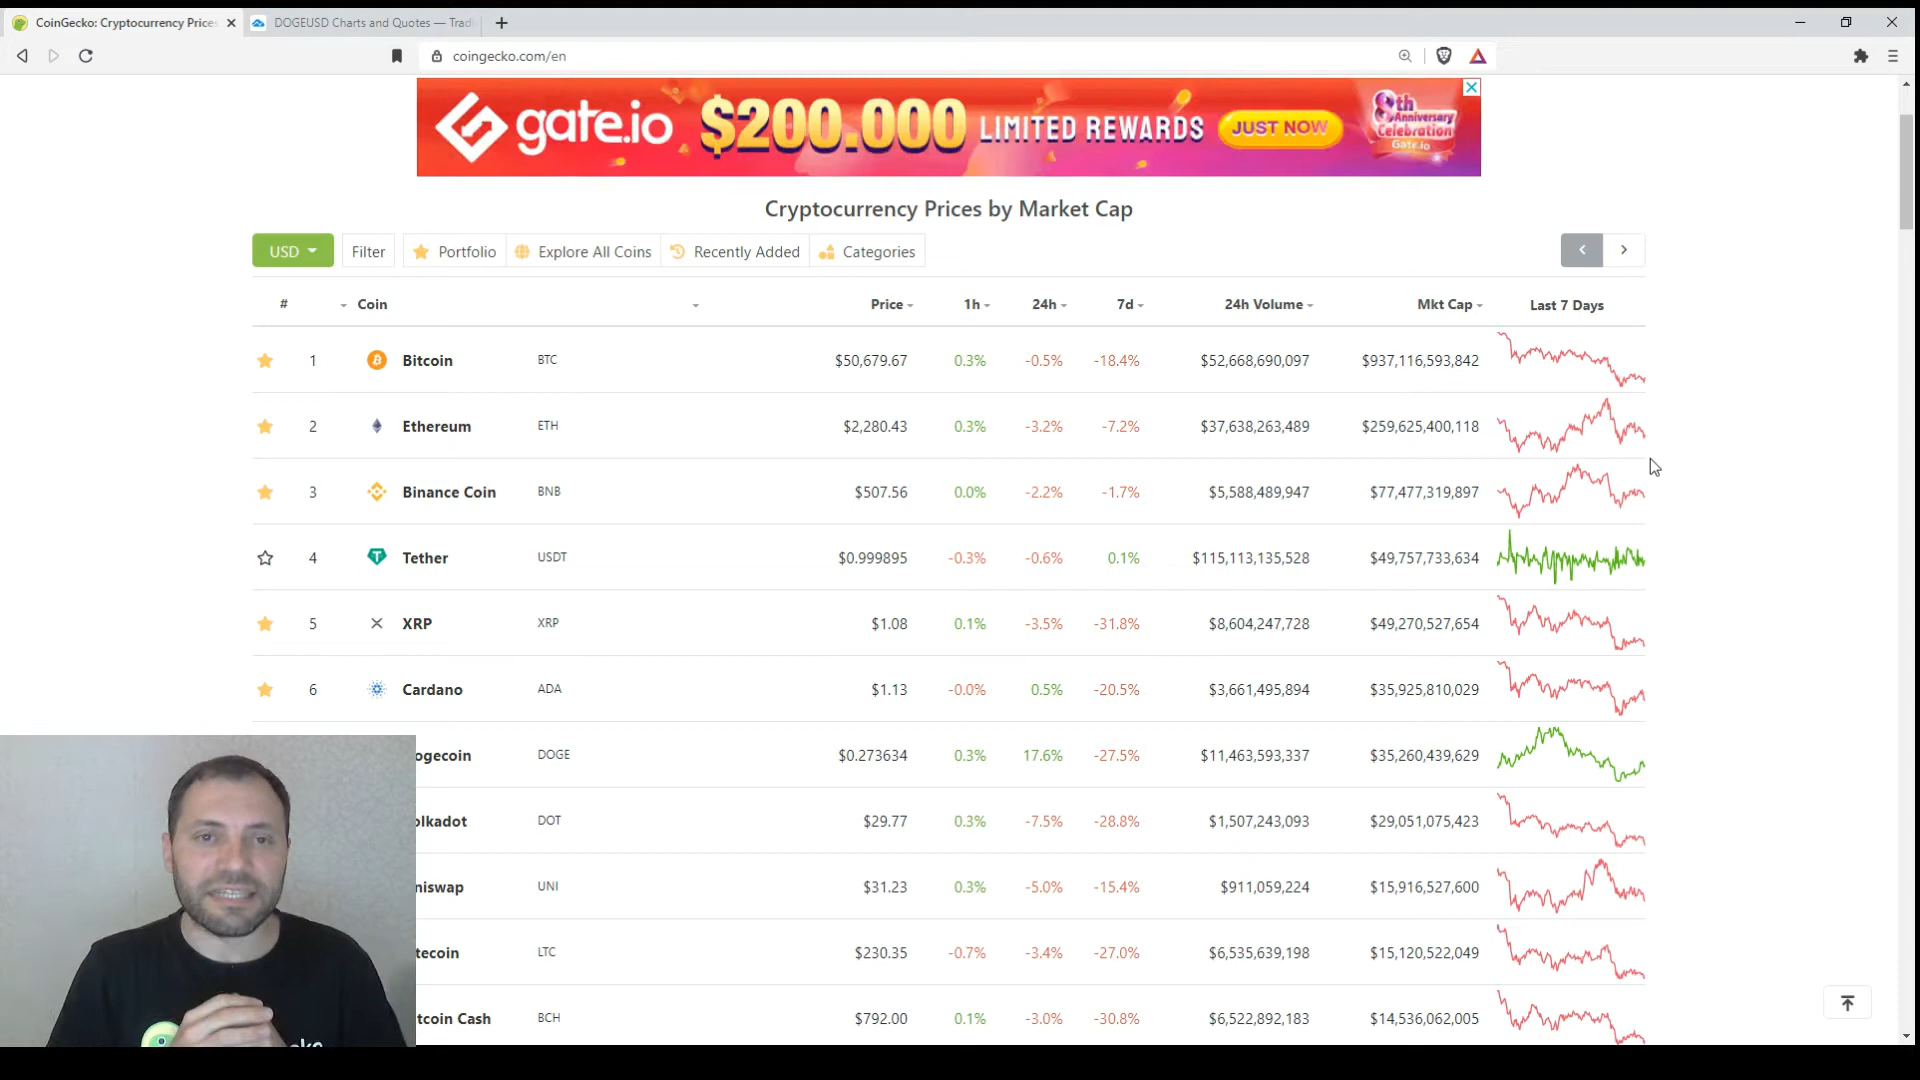 CoinGecko: Cryptocurrency Prices
DOGEUSD Charts and Quotes — Tradi
coingecko.com/en
gate.io $200.000 LIMITED REWARDS JUST NOW 8th Anniversary Celebration Gate.io
Cryptocurrency Prices by Market Cap
USD Filter Portfolio Explore All Coins Recently Added Categories
# Coin Price 1h 24h 7d 24h Volume Mkt Cap Last 7 Days
1 Bitcoin BTC $50,679.67 0.3% -0.5% -18.4% $52,668,690,097 $937,116,593,842
2 Ethereum ETH $2,280.43 0.3% -3.2% -7.2% $37,638,263,489 $259,625,400,118
3 Binance Coin BNB $507.56 0.0% -2.2% -1.7% $5,588,489,947 $77,477,319,897
4 Tether USDT $0.999895 -0.3% -0.6% 0.1% $115,113,135,528 $49,757,733,634
5 XRP XRP $1.08 0.1% -3.5% -31.8% $8,604,247,728 $49,270,527,654
6 Cardano ADA $1.13 -0.0% 0.5% -20.5% $3,661,495,894 $35,925,810,029
ogecoin DOGE $0.273634 0.3% 17.6% -27.5% $11,463,593,337 $35,260,439,629
olkadot DOT $29.77 0.3% -7.5% -28.8% $1,507,243,093 $29,051,075,423
niswap UNI $31.23 0.3% -5.0% -15.4% $911,059,224 $15,916,527,600
tecoin LTC $230.35 -0.7% -3.4% -27.0% $6,535,639,198 $15,120,522,049
tcoin Cash BCH $792.00 0.1% -3.0% -30.8% $6,522,892,183 $14,536,062,005